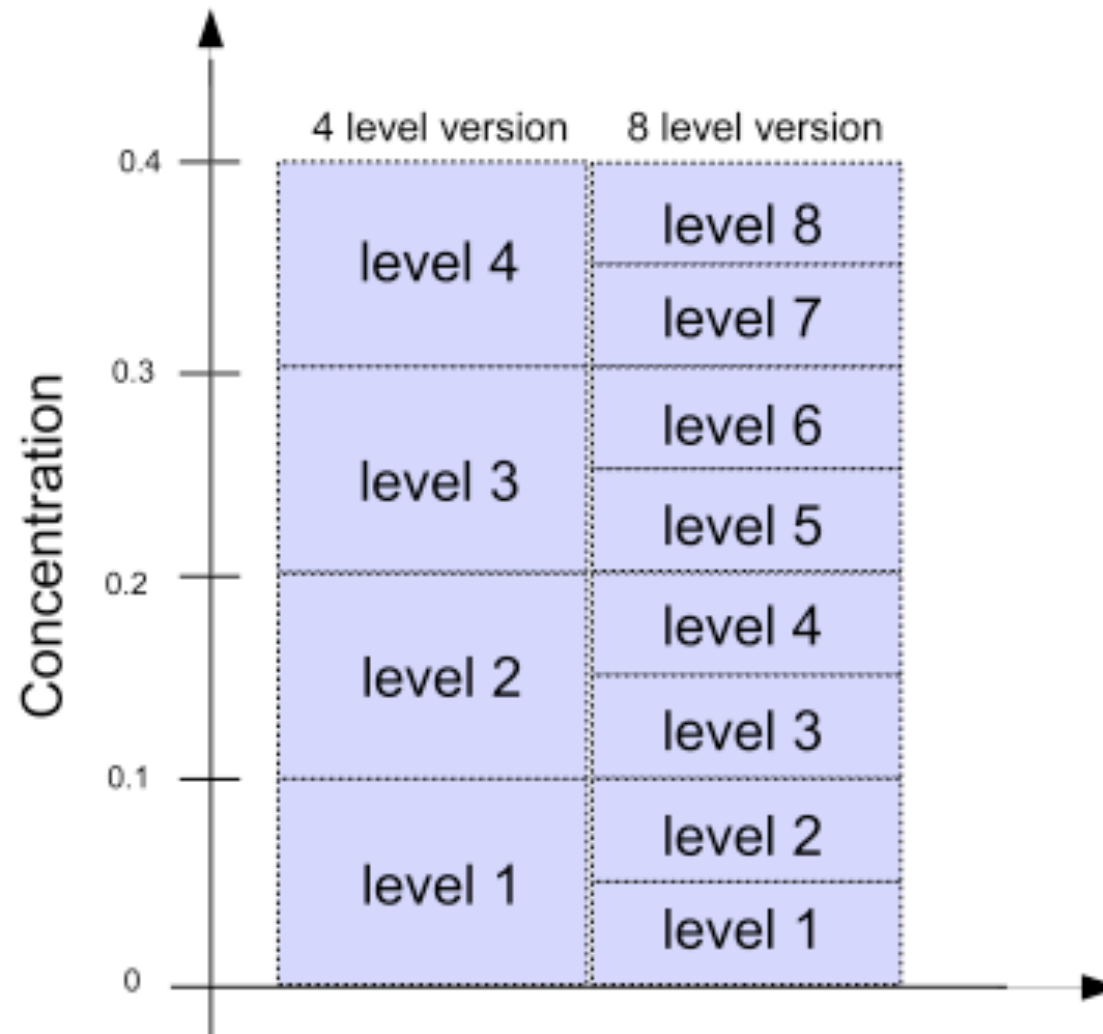 4 level version
8 level version
0.4
0.3
0.2
0.1
0
Concentration
level 4
level 3
level 2
level 1
level 8
level 7
level 6
level 5
level 4
level 3
level 2
level 1